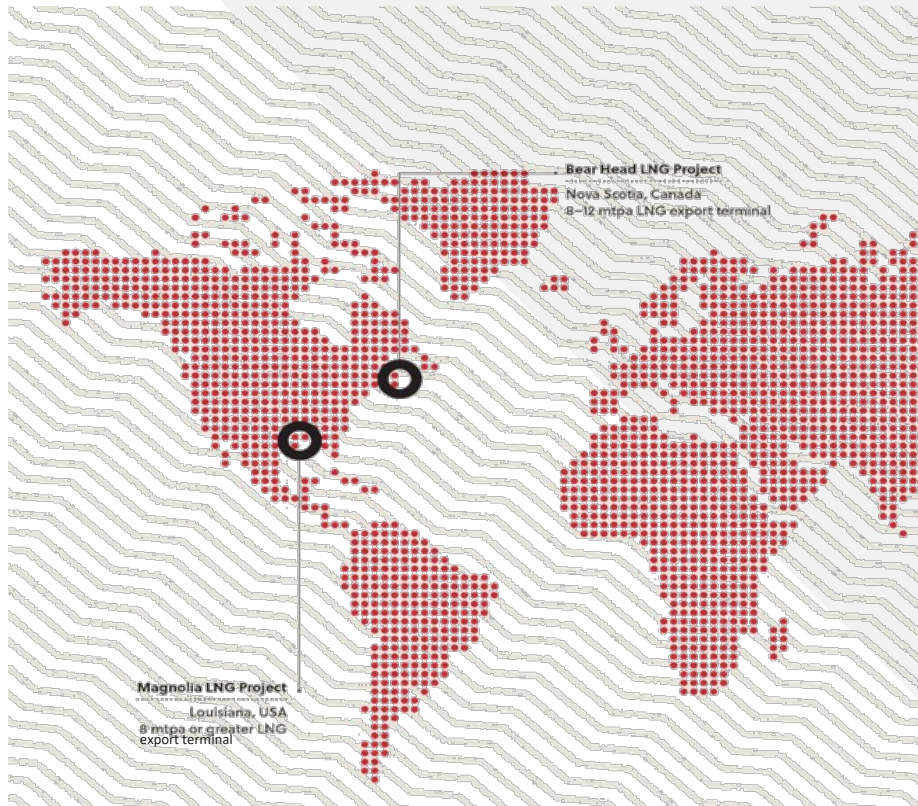 Bear Head LNG Project
Nova Scotia, Canada
8–12 mtpa LNG export terminal
Magnolia LNG Project
Louisiana, USA
8 mtpa or greater LNG
export terminal